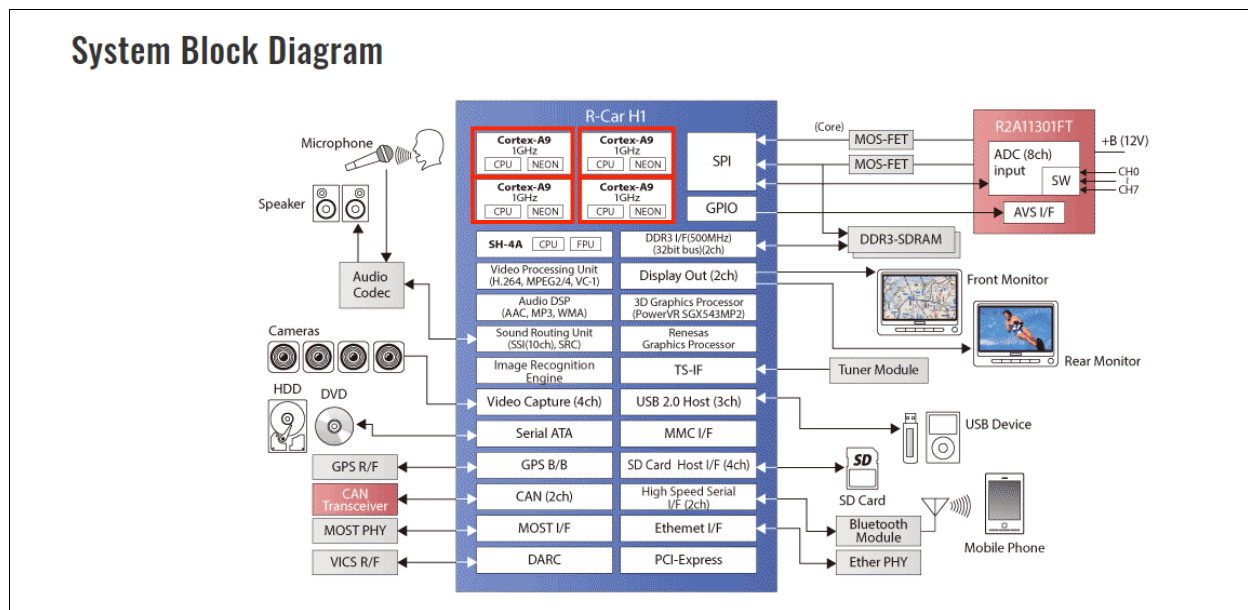 System Block Diagram
R-Car H1
Cortex-A9
1GHz
CPU NEON
Cortex-A9
1GHz
CPU NEON
Cortex-A9
1GHz
CPU NEON
Cortex-A9
1GHz
CPU NEON
SPI
GPIO
SH-4A CPU FPU
DDR3 I/F(500MHz)
(32bit bus)(2ch)
Video Processing Unit
(H.264, MPEG2/4, VC-1)
Display Out (2ch)
Audio DSP
(AAC, MP3, WMA)
3D Graphics Processor
(PowerVR SGX543MP2)
Sound Routing Unit
(SSI(10ch), SRC)
Renesas
Graphics Processor
Image Recognition
Engine
TS-IF
Video Capture (4ch)
USB 2.0 Host (3ch)
Serial ATA
MMC I/F
GPS B/B
SD Card Host I/F (4ch)
CAN (2ch)
High Speed Serial
I/F (2ch)
MOST I/F
Ethemet I/F
DARC
PCI-Express
Microphone
Speaker
Audio
Codec
Cameras
HDD
DVD
GPS R/F
CAN
Transceiver
MOST PHY
VICS R/F
(Core)
MOS-FET
MOS-FET
R2A11301FT
ADC (8ch)
input
SW
AVS I/F
+B (12V)
CH0
~
CH7
DDR3-SDRAM
Front Monitor
Rear Monitor
Tuner Module
USB Device
SD
SD Card
Bluetooth
Module
Mobile Phone
Ether PHY